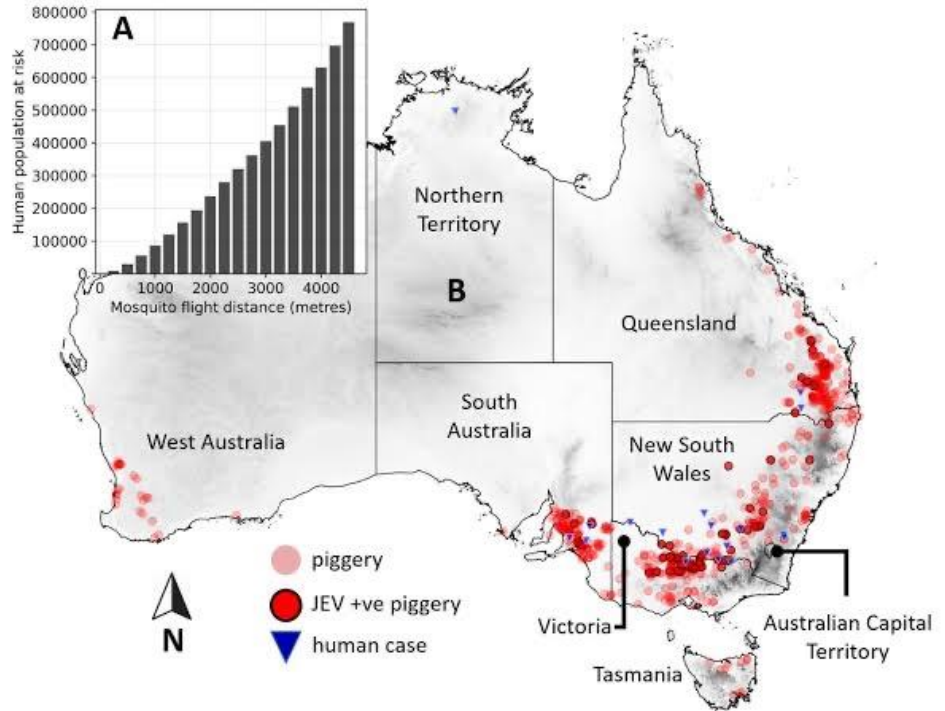 A
800000
700000
600000
500000
400000
300000
200000
100000
0
Human population at risk
0
1000
2000
3000
4000
Mosquito flight distance (metres)
Northern
Territory
B
Queensland
South
Australia
West Australia
New South
Wales
piggery
JEV +ve piggery
human case
N
Victoria
Australian Capital
Territory
Tasmania